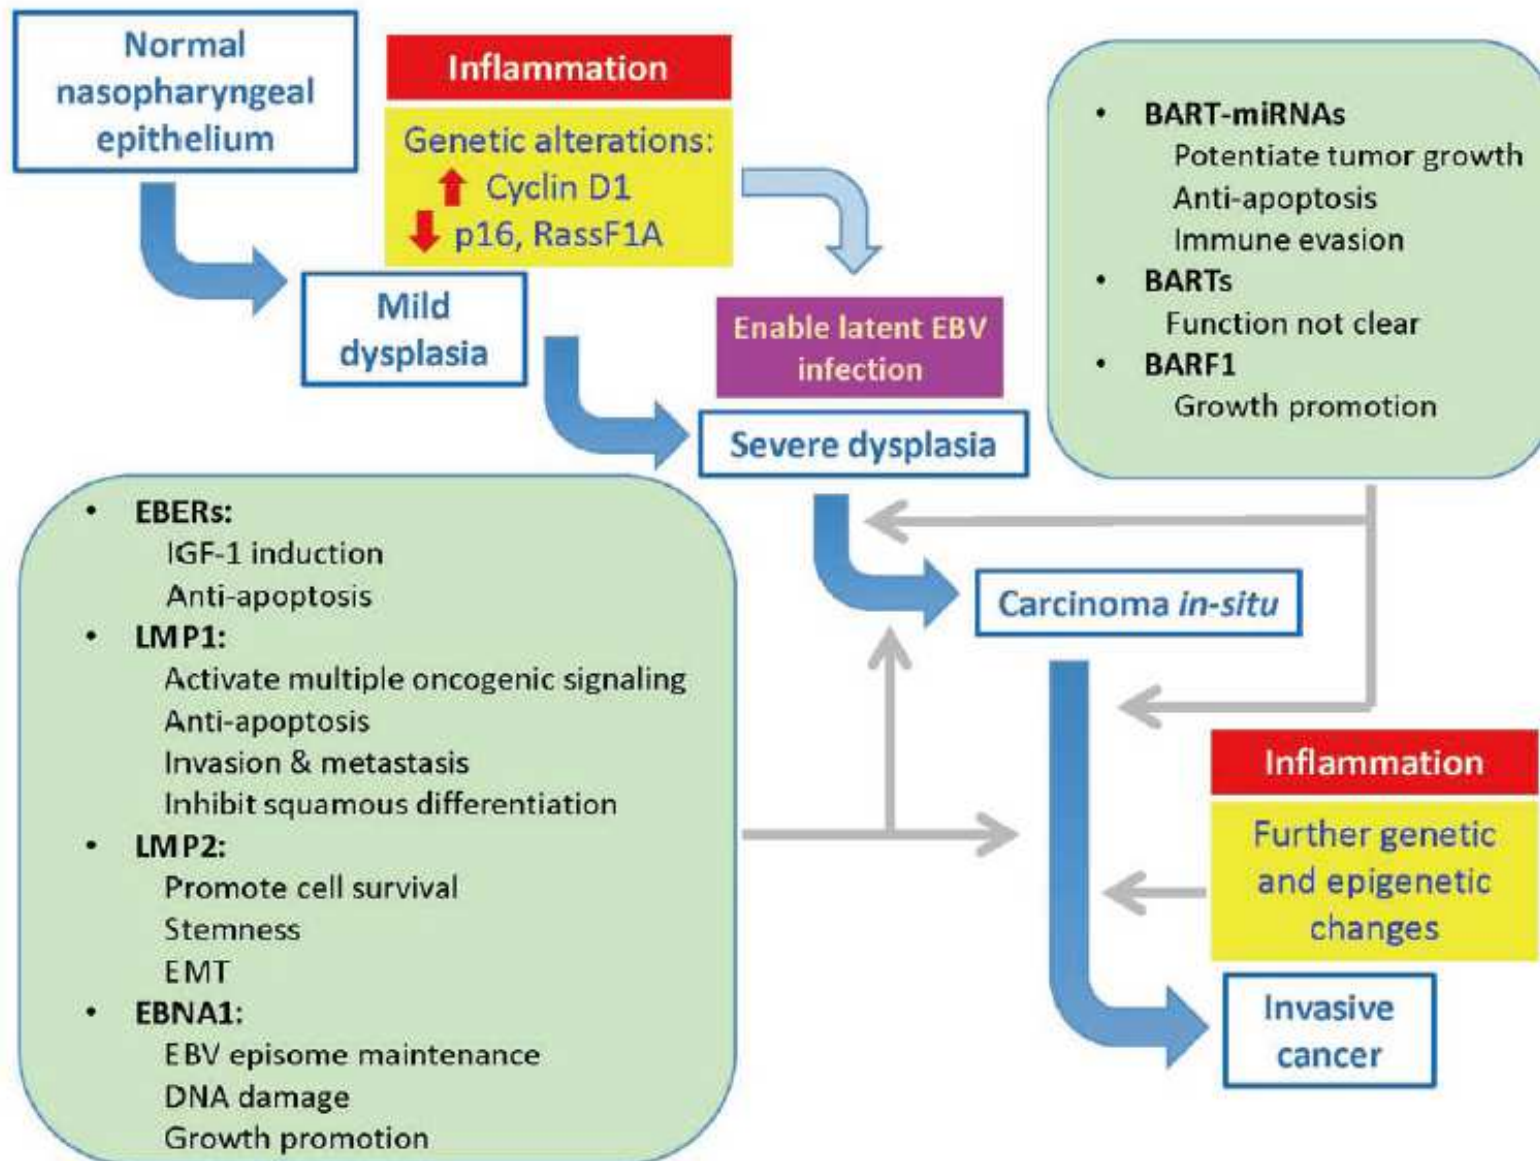 Normal
nasopharyngeal
epithelium
Inflammation
Genetic alterations:
Cyclin D1
p16, RassF1A
Mild
dysplasia
Enable latent EBV
infection
Severe dysplasia
• BART-miRNAs
Potentiate tumor growth
Anti-apoptosis
Immune evasion
• BARTs
Function not clear
• BARF1
Growth promotion
• EBERs:
IGF-1 induction
Anti-apoptosis
• LMP1:
Activate multiple oncogenic signaling
Anti-apoptosis
Invasion & metastasis
Inhibit squamous differentiation
• LMP2:
Promote cell survival
Stemness
EMT
• EBNA1:
EBV episome maintenance
DNA damage
Growth promotion
Carcinoma in-situ
Inflammation
Further genetic
and epigenetic
changes
Invasive
cancer